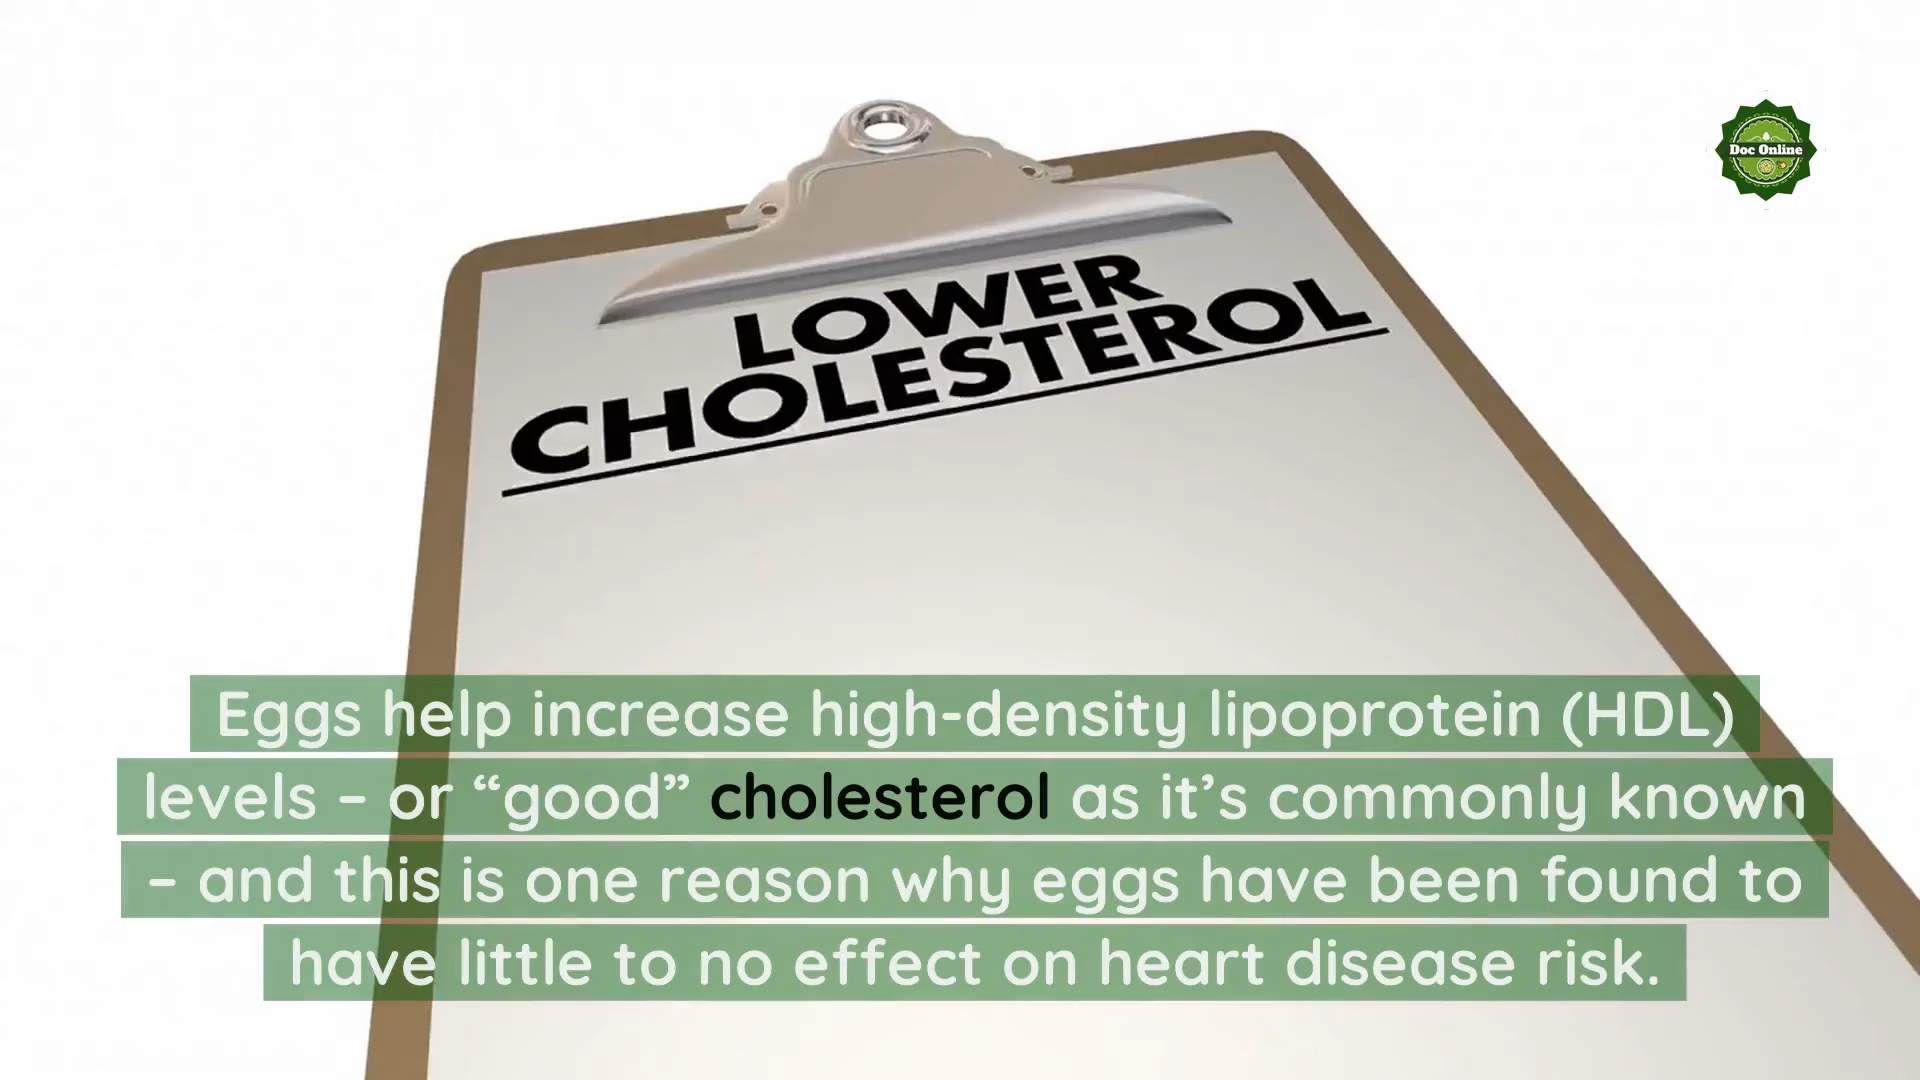 Doc Online
LOWER
CHOLESTEROL
Eggs help increase high-density lipoprotein (HDL)
levels – or “good” cholesterol as it’s commonly known
– and this is one reason why eggs have been found to
have little to no effect on heart disease risk.